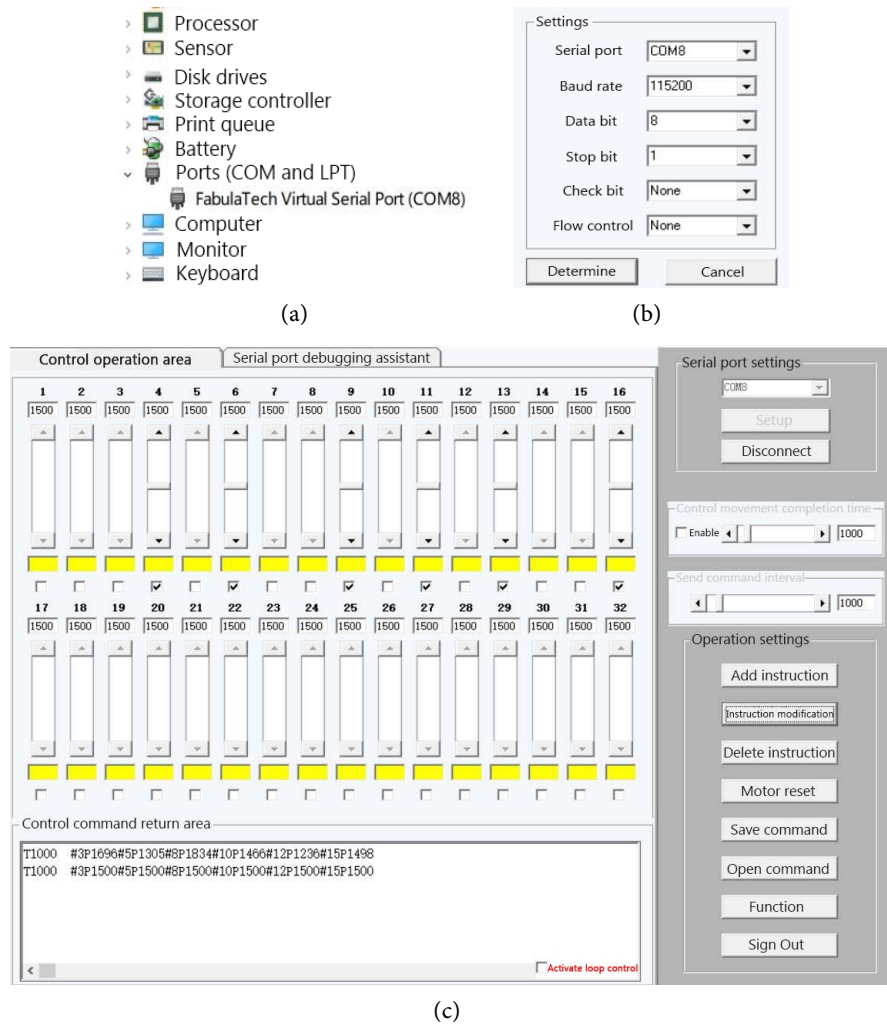 Processor
Sensor
Disk drives
Storage controller
Print queue
Battery
Ports (COM and LPT)
FabulaTech Virtual Serial Port (COM8)
Computer
Monitor
Keyboard
(a)
Settings
Serial port COM8
Baud rate 115200
Data bit 8
Stop bit 1
Check bit None
Flow control None
Determine Cancel
(b)
Control operation area Serial port debugging assistant
1 2 3 4 5 6 7 8 9 10 11 12 13 14 15 16
1500 1500 1500 1500 1500 1500 1500 1500 1500 1500 1500 1500 1500 1500 1500 1500
17 18 19 20 21 22 23 24 25 26 27 28 29 30 31 32
1500 1500 1500 1500 1500 1500 1500 1500 1500 1500 1500 1500 1500 1500 1500 1500
Control command return area
T1000 #3P1696#5P1305#8P1834#10P1466#12P1236#15P1498
T1000 #3P1500#5P1500#8P1500#10P1500#12P1500#15P1500
Activate loop control
Serial port settings
COM8
Setup
Disconnect
Control movement completion time
Enable 1000
Send command interval
1000
Operation settings
Add instruction
Instruction modification
Delete instruction
Motor reset
Save command
Open command
Function
Sign Out
(c)